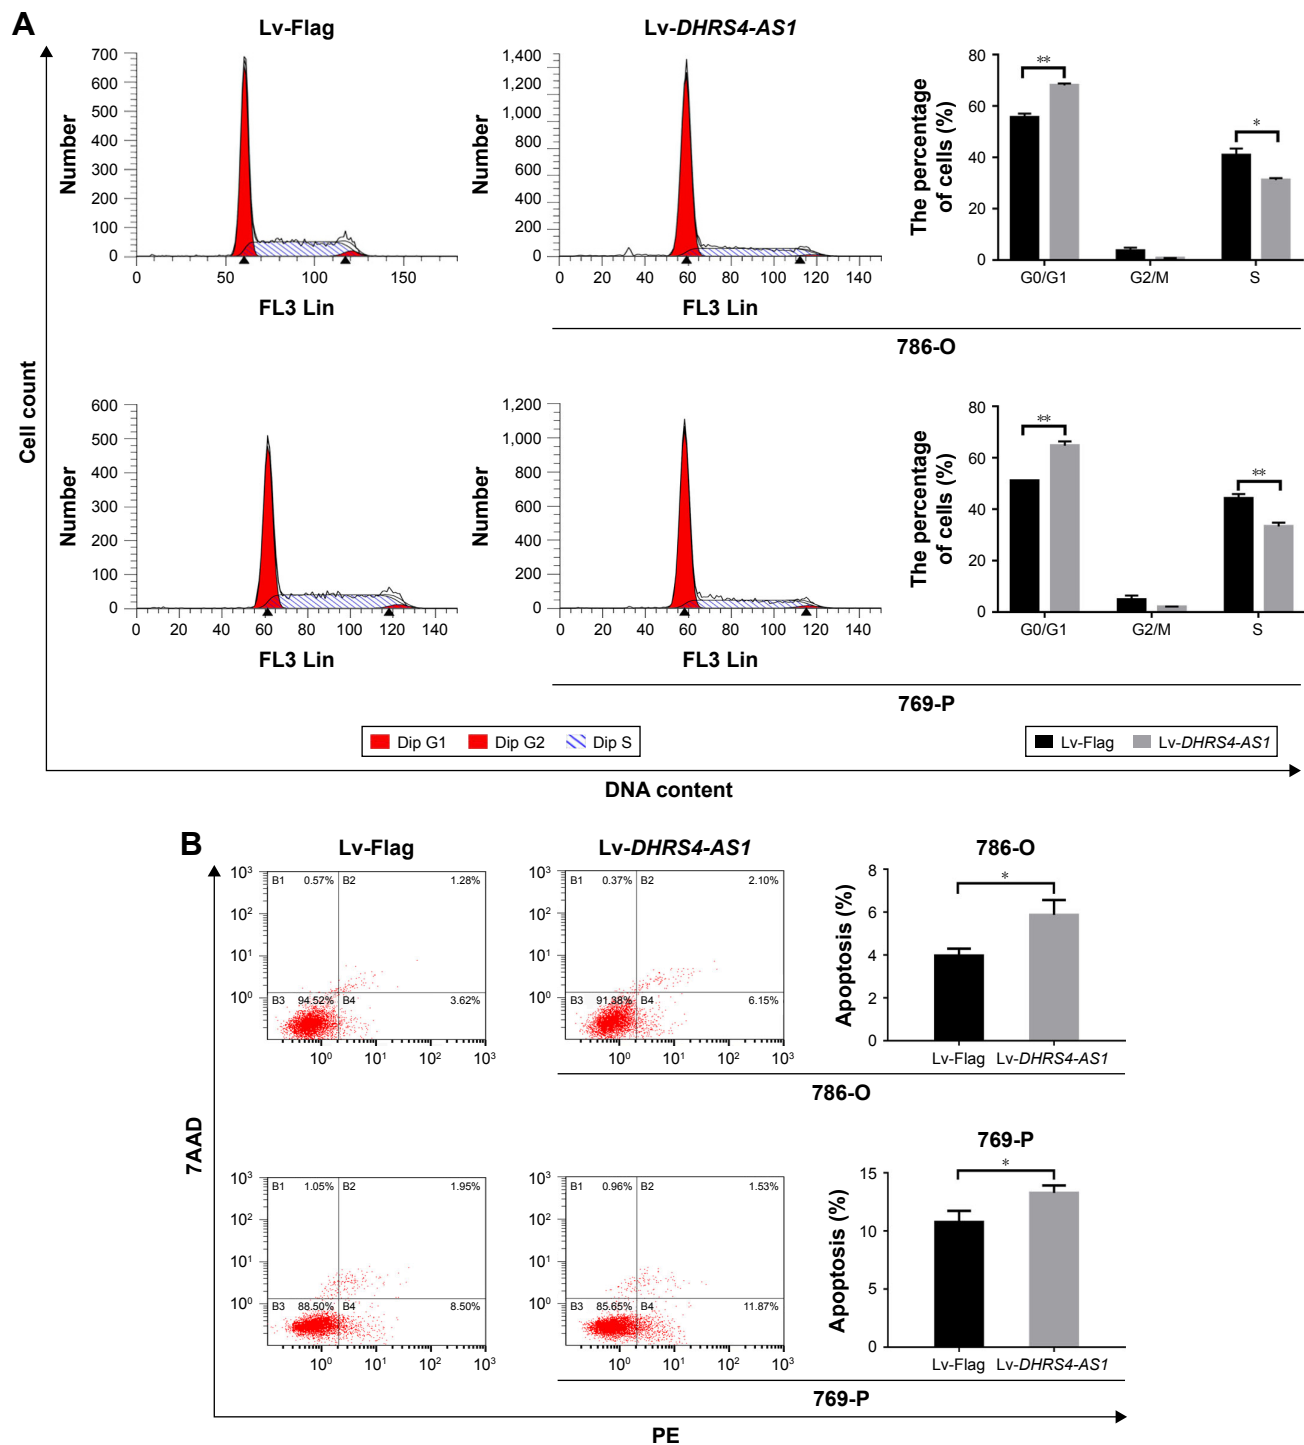 A
Lv-Flag
Lv-DHRS4-AS1
Cell count
Number
700
600
500
400
300
200
100
0
0
50
100
150
FL3 Lin
Number
1,400
1,200
1,000
800
600
400
200
0
0
20
40
60
80
100
120
140
FL3 Lin
The percentage
of cells (%)
80
60
40
20
0
**
*
G0/G1
G2/M
S
786-O
Number
600
500
400
300
200
100
0
0
20
40
60
80
100
120
140
FL3 Lin
Number
1,200
1,000
800
600
400
200
0
0
20
40
60
80
100
120
140
FL3 Lin
The percentage
of cells (%)
80
60
40
20
0
**
**
G0/G1
G2/M
S
769-P
Dip G1
Dip G2
Dip S
Lv-Flag
Lv-DHRS4-AS1
DNA content
B
Lv-Flag
Lv-DHRS4-AS1
786-O
7AAD
10³
10²
10¹
10⁰
B1 0.57% B2 1.28%
B3 94.52% B4 3.62%
10⁰ 10¹ 10² 10³
10³
10²
10¹
10⁰
B1 0.37% B2 2.10%
B3 91.38% B4 6.15%
10⁰ 10¹ 10² 10³
Apoptosis (%)
8
6
4
2
0
*
Lv-Flag Lv-DHRS4-AS1
786-O
769-P
10³
10²
10¹
10⁰
B1 1.05% B2 1.95%
B3 88.50% B4 8.50%
10⁰ 10¹ 10² 10³
10³
10²
10¹
10⁰
B1 0.96% B2 1.53%
B3 85.65% B4 11.87%
10⁰ 10¹ 10² 10³
Apoptosis (%)
15
10
5
0
*
Lv-Flag Lv-DHRS4-AS1
769-P
PE